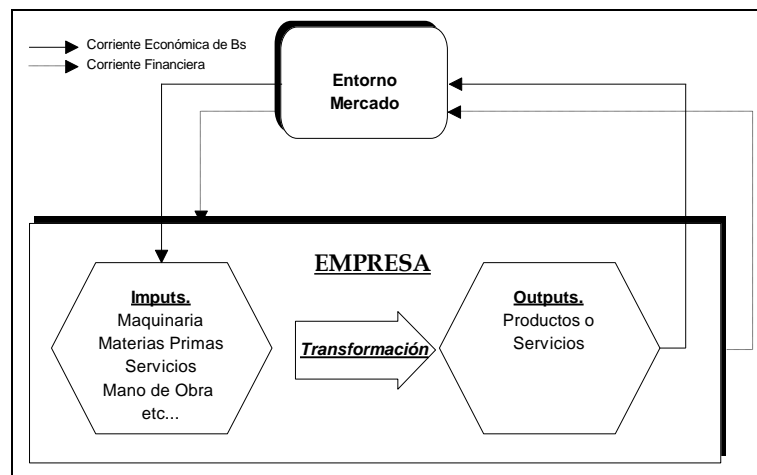 Corriente Económica de Bs
Corriente Financiera
Entorno
Mercado
EMPRESA
Imputs.
Maquinaria
Materias Primas
Servicios
Mano de Obra
etc...
Transformación
Outputs.
Productos o
Servicios